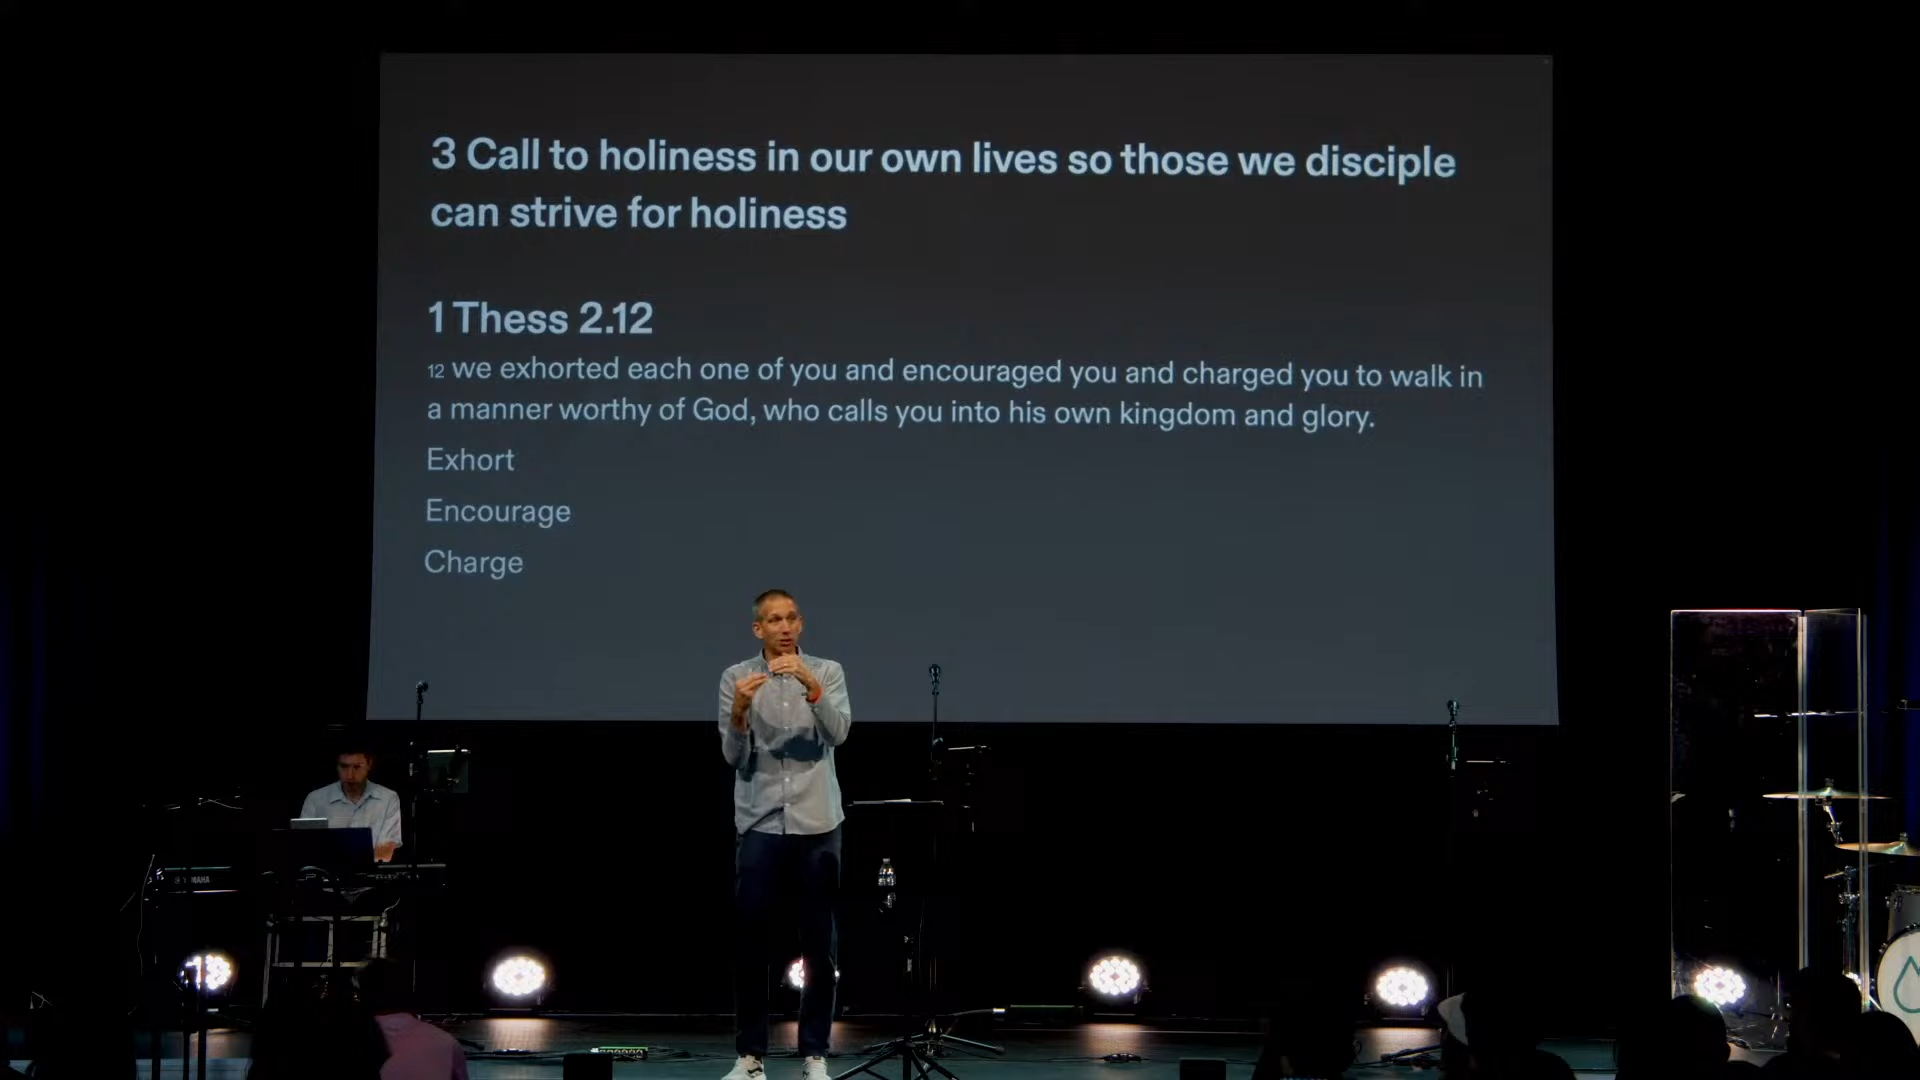 3 Call to holiness in our own lives so those we disciple
can strive for holiness
1 Thess 2.12
12 we exhorted each one of you and encouraged you and charged you to walk in
a manner worthy of God, who calls you into his own kingdom and glory.
Exhort
Encourage
Charge
YAMAHA